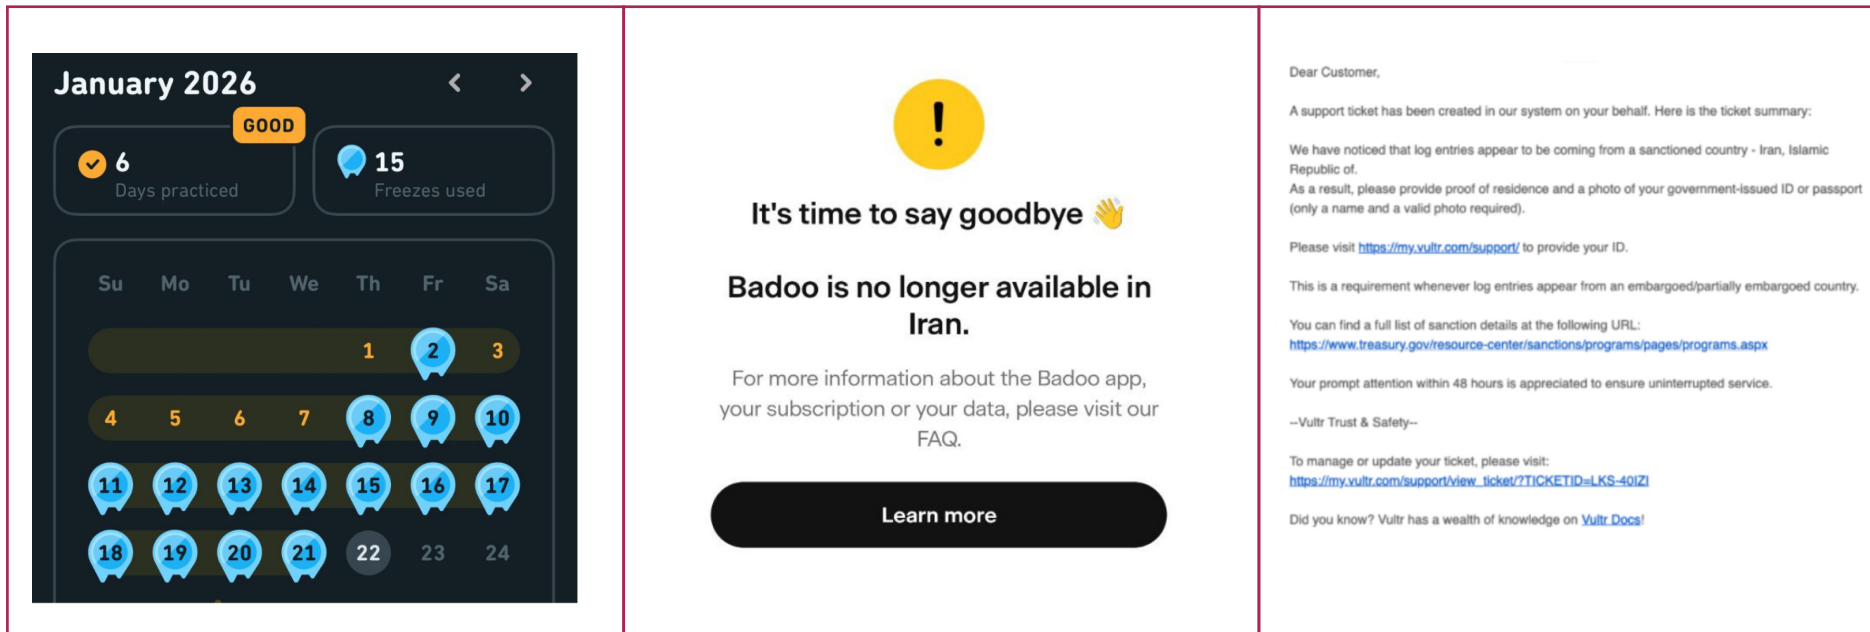 January 2026
GOOD
6
Days practiced
15
Freezes used
Su Mo Tu We Th Fr Sa
1 2 3
4 5 6 7 8 9 10
11 12 13 14 15 16 17
18 19 20 21 22 23 24
!
It's time to say goodbye 👋
Badoo is no longer available in
Iran.
For more information about the Badoo app,
your subscription or your data, please visit our
FAQ.
Learn more
Dear Customer,
A support ticket has been created in our system on your behalf. Here is the ticket summary:
We have noticed that log entries appear to be coming from a sanctioned country - Iran, Islamic
Republic of.
As a result, please provide proof of residence and a photo of your government-issued ID or passport
(only a name and a valid photo required).
Please visit https://my.vultr.com/support/ to provide your ID.
This is a requirement whenever log entries appear from an embargoed/partially embargoed country.
You can find a full list of sanction details at the following URL:
https://www.treasury.gov/resource-center/sanctions/programs/pages/programs.aspx
Your prompt attention within 48 hours is appreciated to ensure uninterrupted service.
--Vultr Trust & Safety--
To manage or update your ticket, please visit:
https://my.vultr.com/support/view_ticket/?TICKETID=LKS-40IZI
Did you know? Vultr has a wealth of knowledge on Vultr Docs!